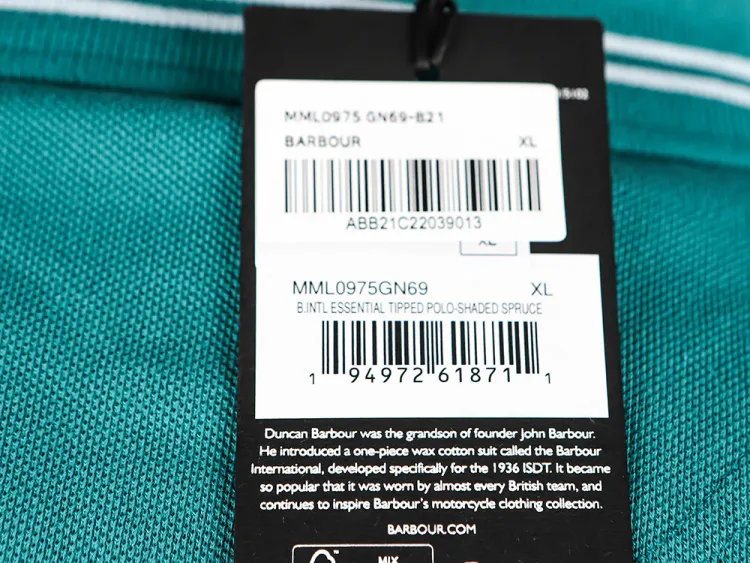 MML0975 GN69-B21
BARBOUR XL
ABB21C22039013
XL
MML0975GN69 XL
B.INTL ESSENTIAL TIPPED POLO-SHADED SPRUCE
1 94972 61871 1
Duncan Barbour was the grandson of founder John Barbour.
He introduced a one-piece wax cotton suit called the Barbour
International, developed specifically for the 1936 ISDT. It became
so popular that it was worn by almost every British team, and
continues to inspire Barbour's motorcycle clothing collection.
BARBOUR.COM
MIX